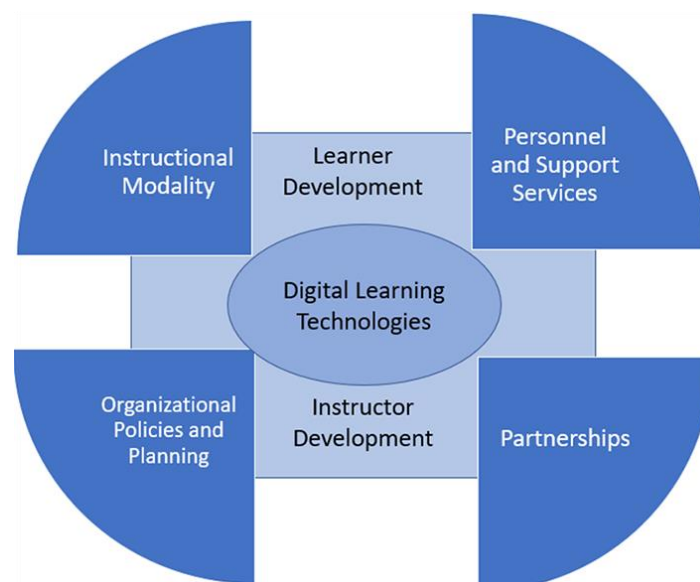 Instructional
Modality
Learner
Development
Personnel
and Support
Services
Digital Learning
Technologies
Organizational
Policies and
Planning
Instructor
Development
Partnerships